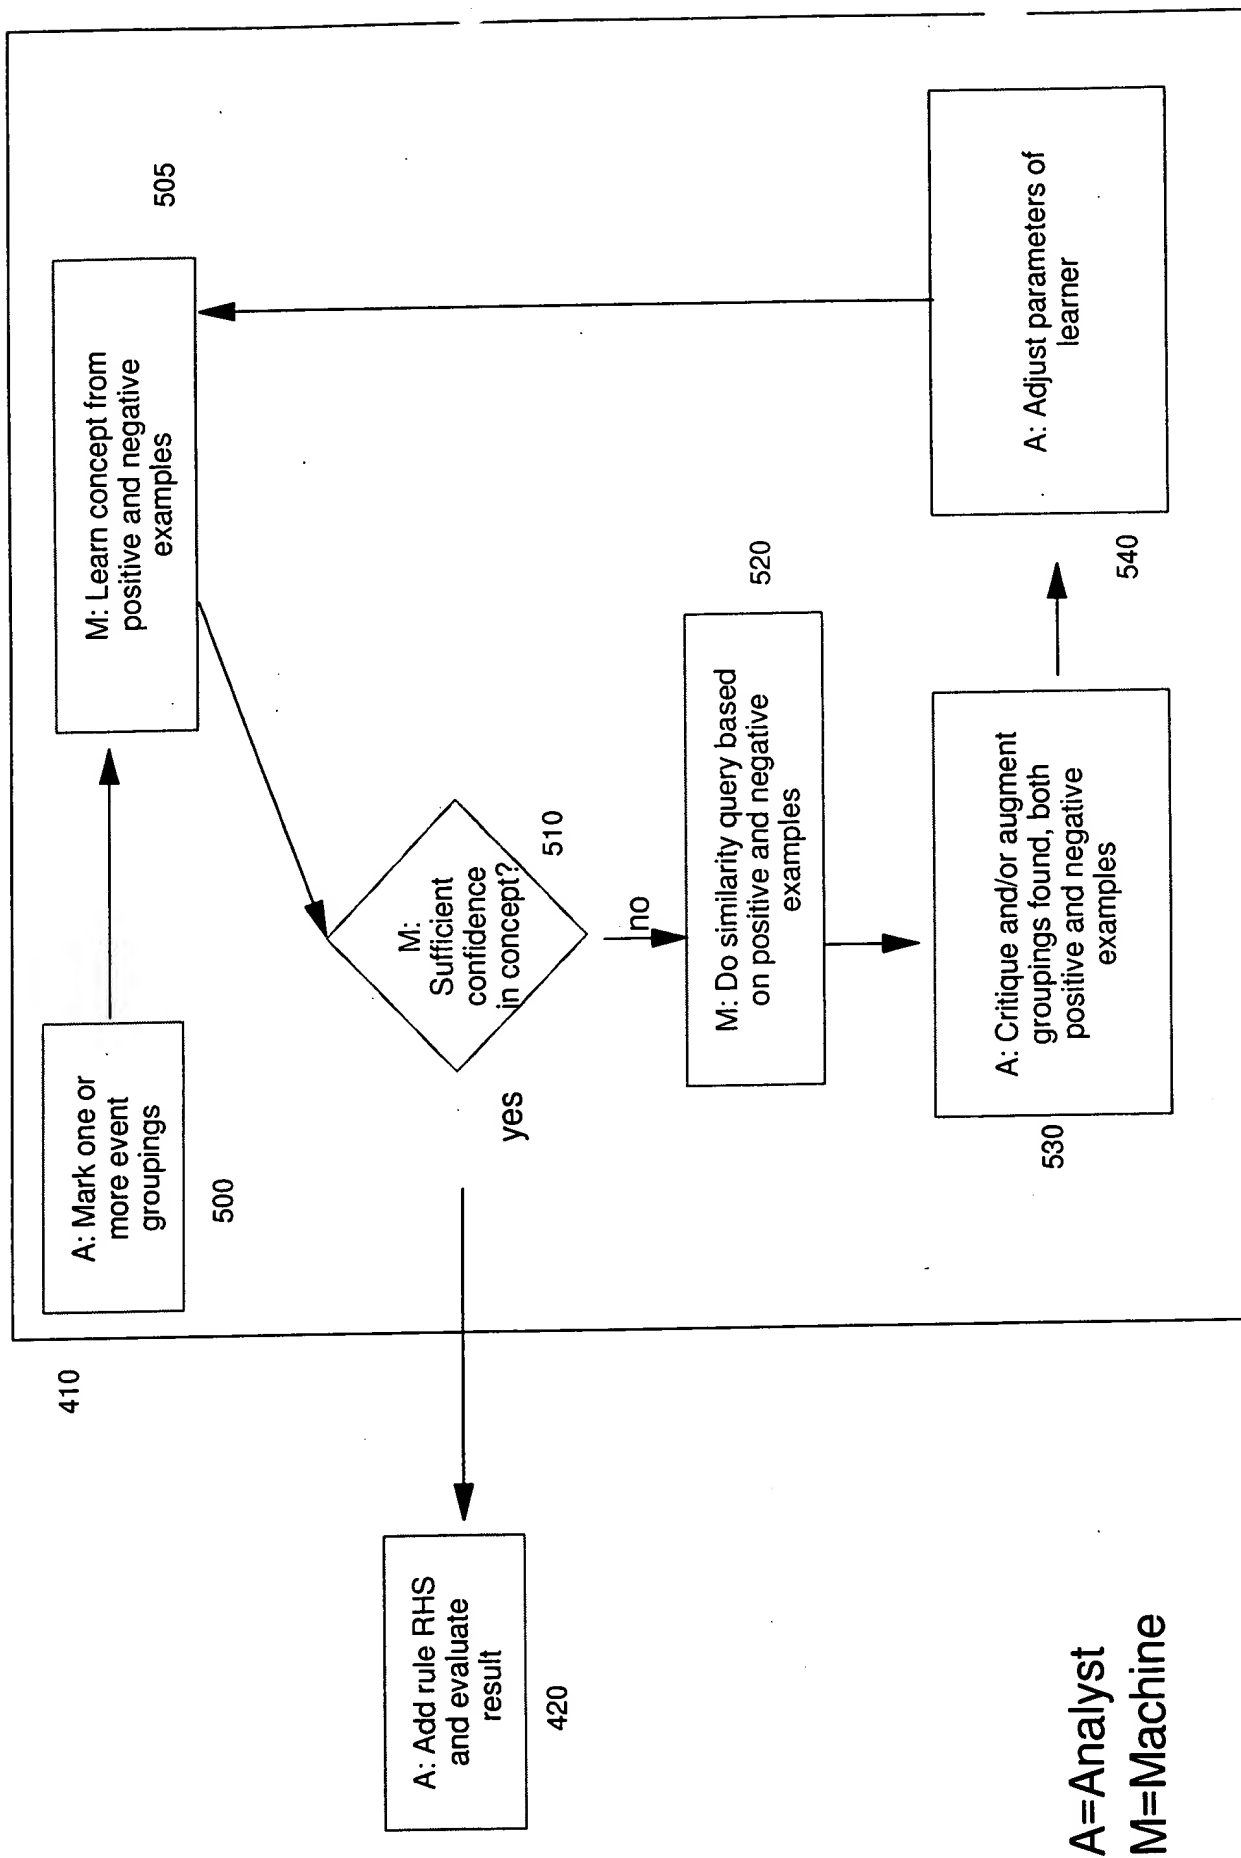 410
A: Mark one or
more event
groupings
500
M: Learn concept from
positive and negative
examples
505
M:
Sufficient
confidence
in concept?
510
yes
no
A: Add rule RHS
and evaluate
result
420
M: Do similarity query based
on positive and negative
examples
520
A: Critique and/or augment
groupings found, both
positive and negative
examples
530
A: Adjust parameters of
learner
540
A=Analyst
M=Machine